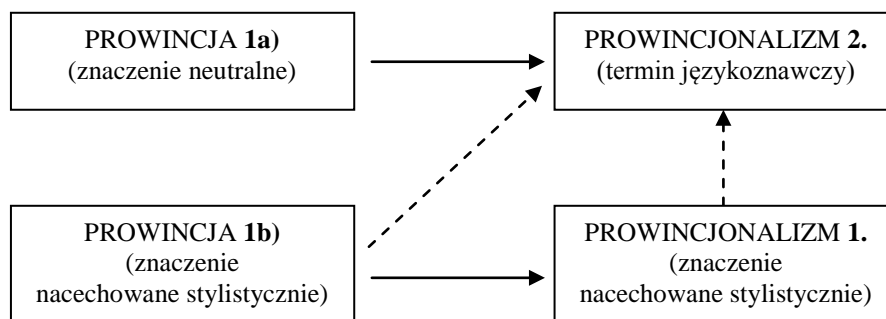 PROWINCJA 1a)
(znaczenie neutralne)
PROWINCJONALIZM 2.
(termin językoznawczy)
PROWINCJA 1b)
(znaczenie
nacechowane stylistycznie)
PROWINCJONALIZM 1.
(znaczenie
nacechowane stylistycznie)